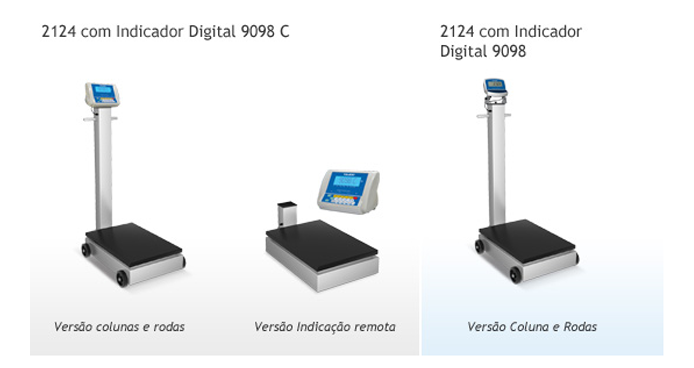 2124 com Indicador Digital 9098 C
2124 com Indicador
Digital 9098
Versão colunas e rodas
Versão Indicação remota
Versão Coluna e Rodas